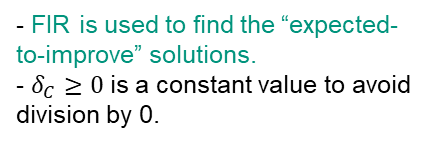 - FIR is used to find the “expected-
to-improve” solutions.
- 𝛿𝐶 ≥ 0 is a constant value to avoid
division by 0.